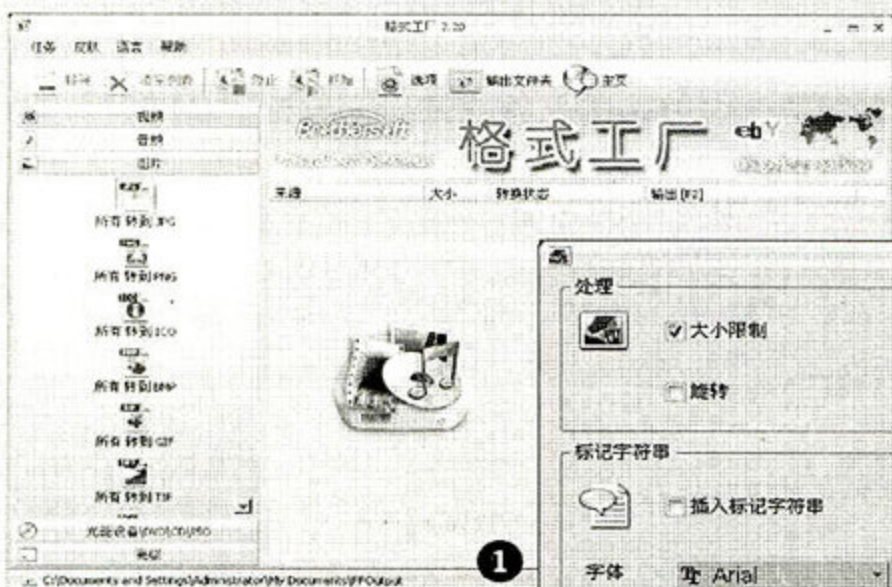 格式工厂 2.20
任务 皮肤 语言 帮助
移除 清空列表 停止 开始 选项 输出文件夹 主页
视频
音频
图片
格式工厂
来源 大小 转换状态 输出 [F2]
所有 转到 JPG
所有 转到 PNG
所有 转到 ICO
所有 转到 BMP
所有 转到 GIF
所有 转到 TIF
光驱设备\DVD\CD\ISO
高级
C:\Documents and Settings\Administrator\My Documents\FFOutput
处理
大小限制
旋转
标记字符串
插入标记字符串
字体 Arial
1